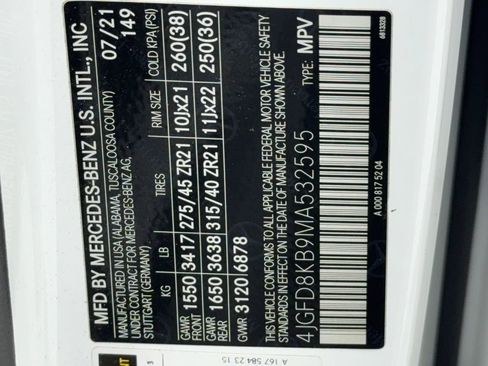 MFD BY MERCEDES-BENZ U.S. INTL., INC
MANUFACTURED IN USA (ALABAMA, TUSCALOOSA COUNTY) 07/21
UNDER CONTRACT FOR MERCEDES-BENZ AG, 149
STUTTGART (GERMANY)
KG LB TIRES RIM SIZE COLD KPA (PSI)
GAWR FRONT 1550 3417 275/45 ZR21 10Jx21 260(38)
GAWR REAR 1650 3638 315/40 ZR21 11Jx22 250(36)
GVWR 3120/6878
THIS VEHICLE CONFORMS TO ALL APPLICABLE FEDERAL MOTOR VEHICLE SAFETY
STANDARDS IN EFFECT ON THE DATE OF MANUFACTURE SHOWN ABOVE.
4JGFD8KB9MA532595 TYPE: MPV
A 000 817 52 04
6813328
A 167 584 23 15